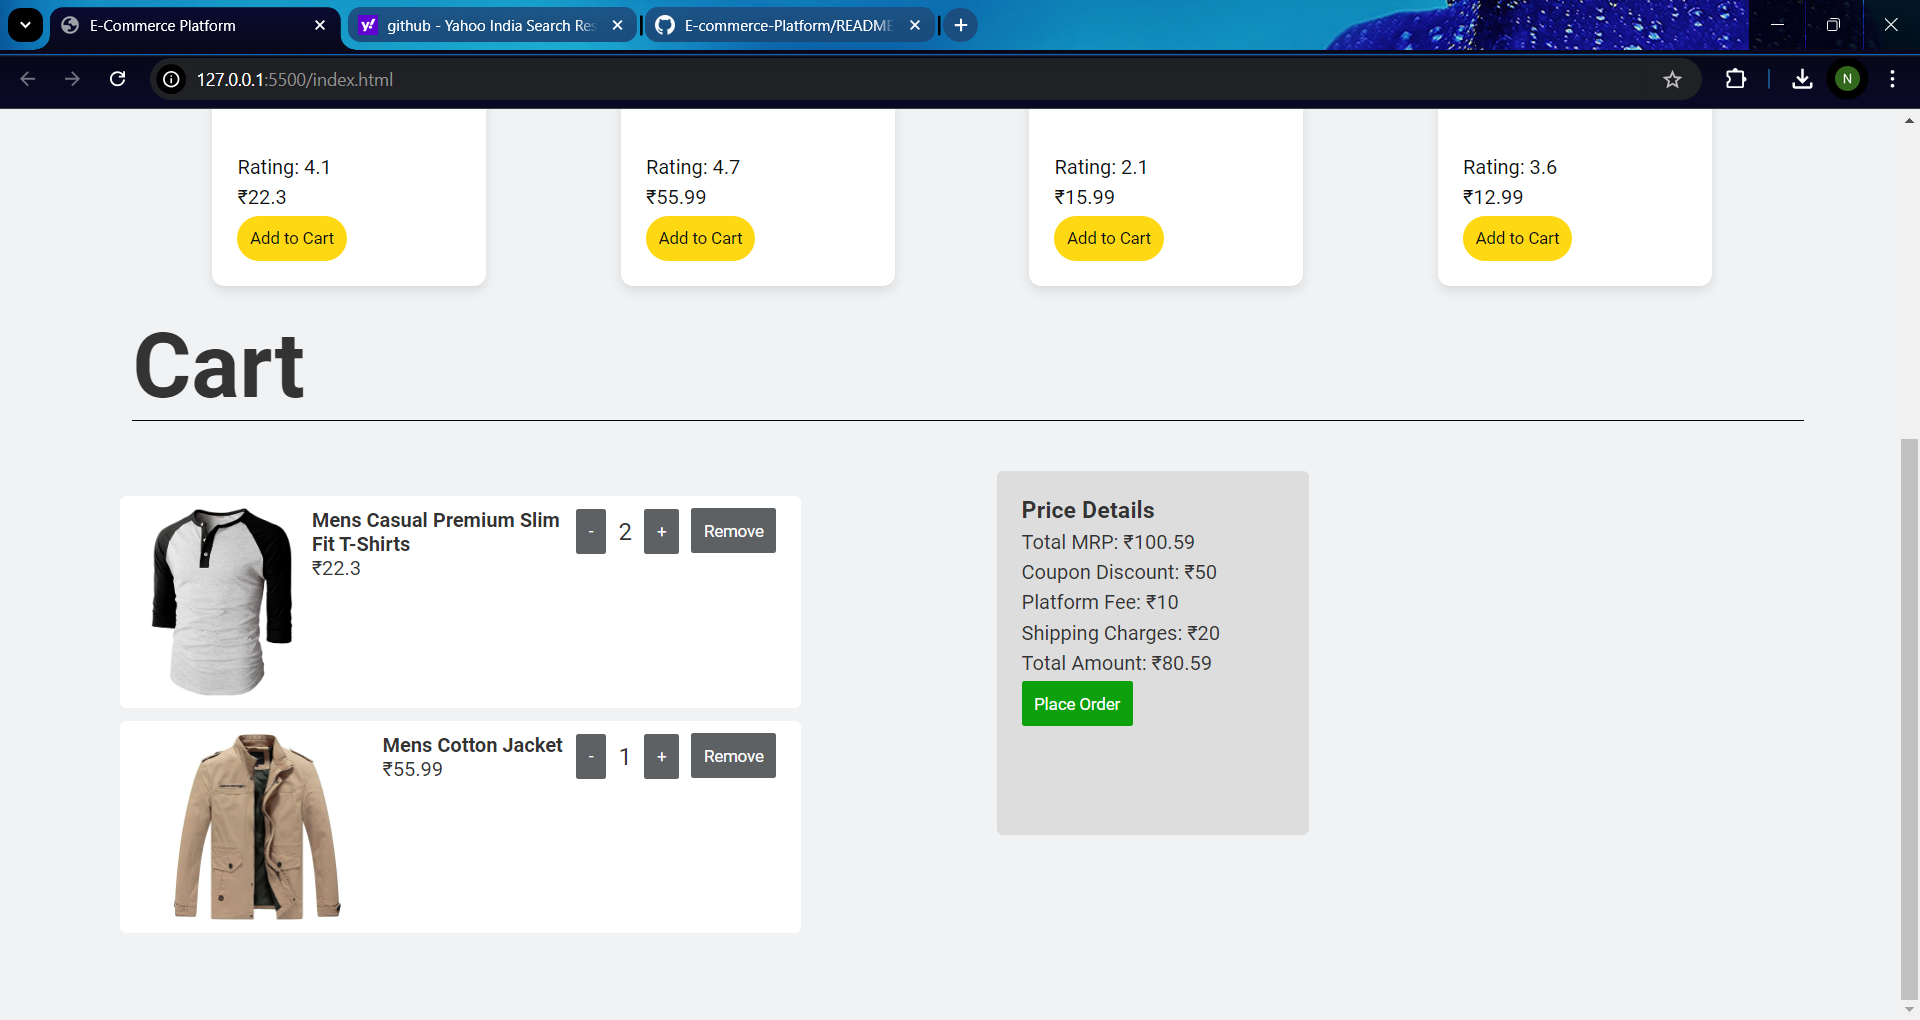 E-Commerce Platform
github - Yahoo India Search Res
E-commerce-Platform/README
127.0.0.1:5500/index.html
N
Rating: 4.1
₹22.3
Add to Cart
Rating: 4.7
₹55.99
Add to Cart
Rating: 2.1
₹15.99
Add to Cart
Rating: 3.6
₹12.99
Add to Cart
Cart
Mens Casual Premium Slim
Fit T-Shirts
₹22.3
- 2 + Remove
Mens Cotton Jacket
₹55.99
- 1 + Remove
Price Details
Total MRP: ₹100.59
Coupon Discount: ₹50
Platform Fee: ₹10
Shipping Charges: ₹20
Total Amount: ₹80.59
Place Order